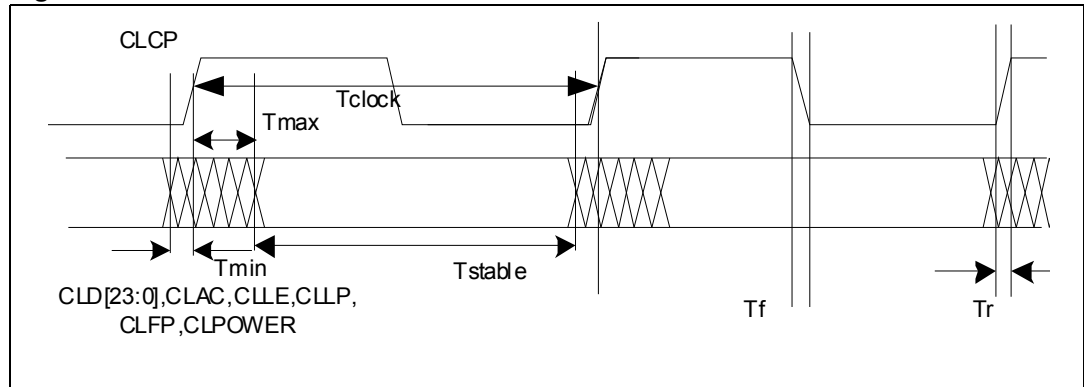 CLCP
Tclock
Tmax
Tmin
Tstable
CLD[23:0],CLAC,CLLE,CLLP,
CLFP,CLPOWER
Tf
Tr